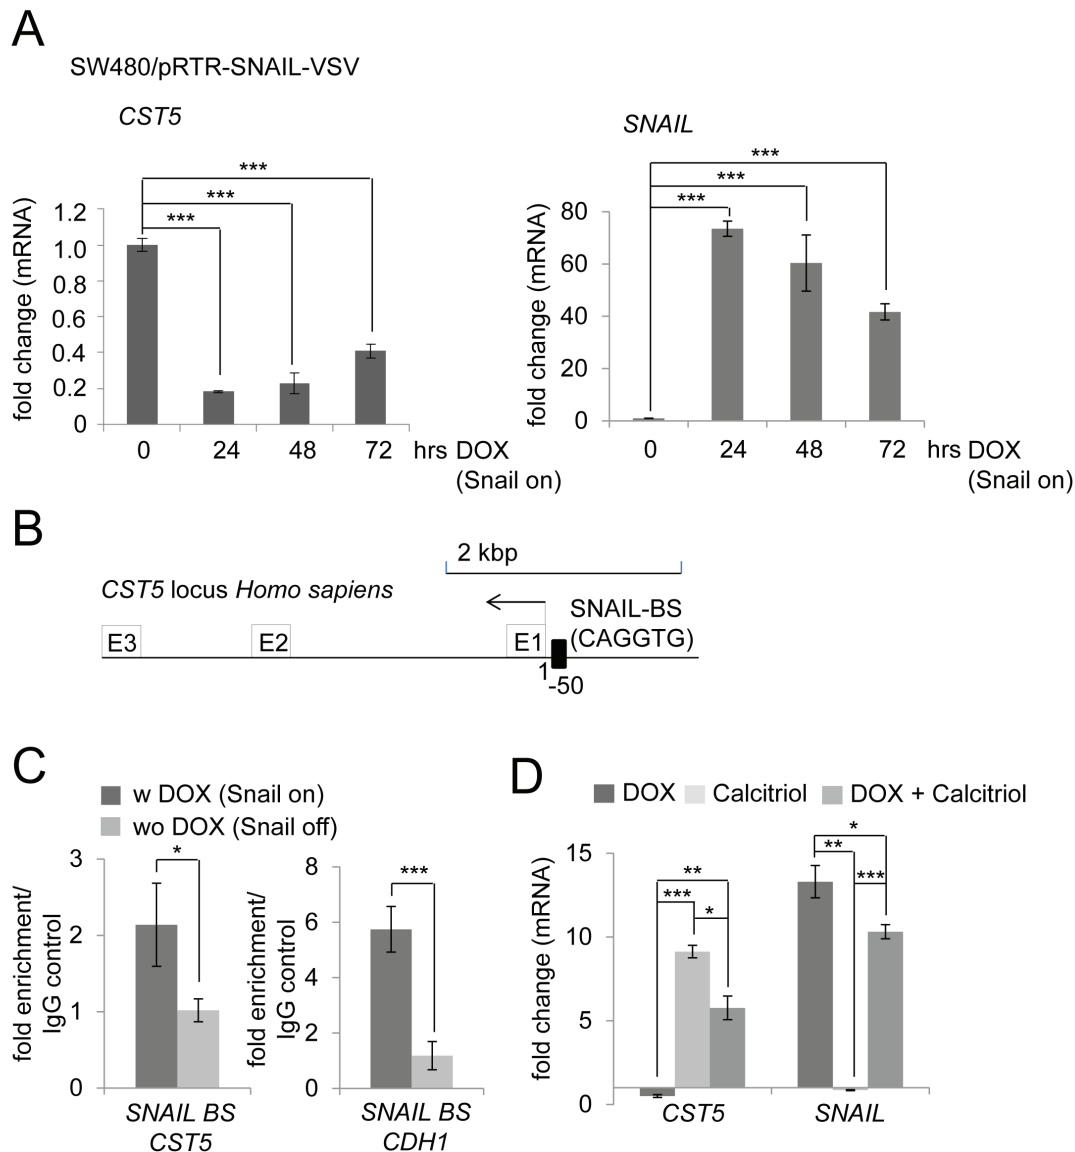 A
SW480/pRTR-SNAIL-VSV
CST5
***
***
***
fold change (mRNA)
1.2
1.0
0.8
0.6
0.4
0.2
0
0 24 48 72 hrs DOX
(Snail on)
SNAIL
***
***
***
fold change (mRNA)
80
60
40
20
0
0 24 48 72 hrs DOX
(Snail on)
B
2 kbp
CST5 locus Homo sapiens
SNAIL-BS
(CAGGTG)
E3 E2 E1
1
-50
C
w DOX (Snail on)
wo DOX (Snail off)
fold enrichment/
IgG control
3
2
1
0
*
SNAIL BS
CST5
fold enrichment/
IgG control
8
6
4
2
0
***
SNAIL BS
CDH1
D
DOX Calcitriol DOX + Calcitriol
fold change (mRNA)
15
10
5
0
**
***
*
*
**
***
CST5 SNAIL